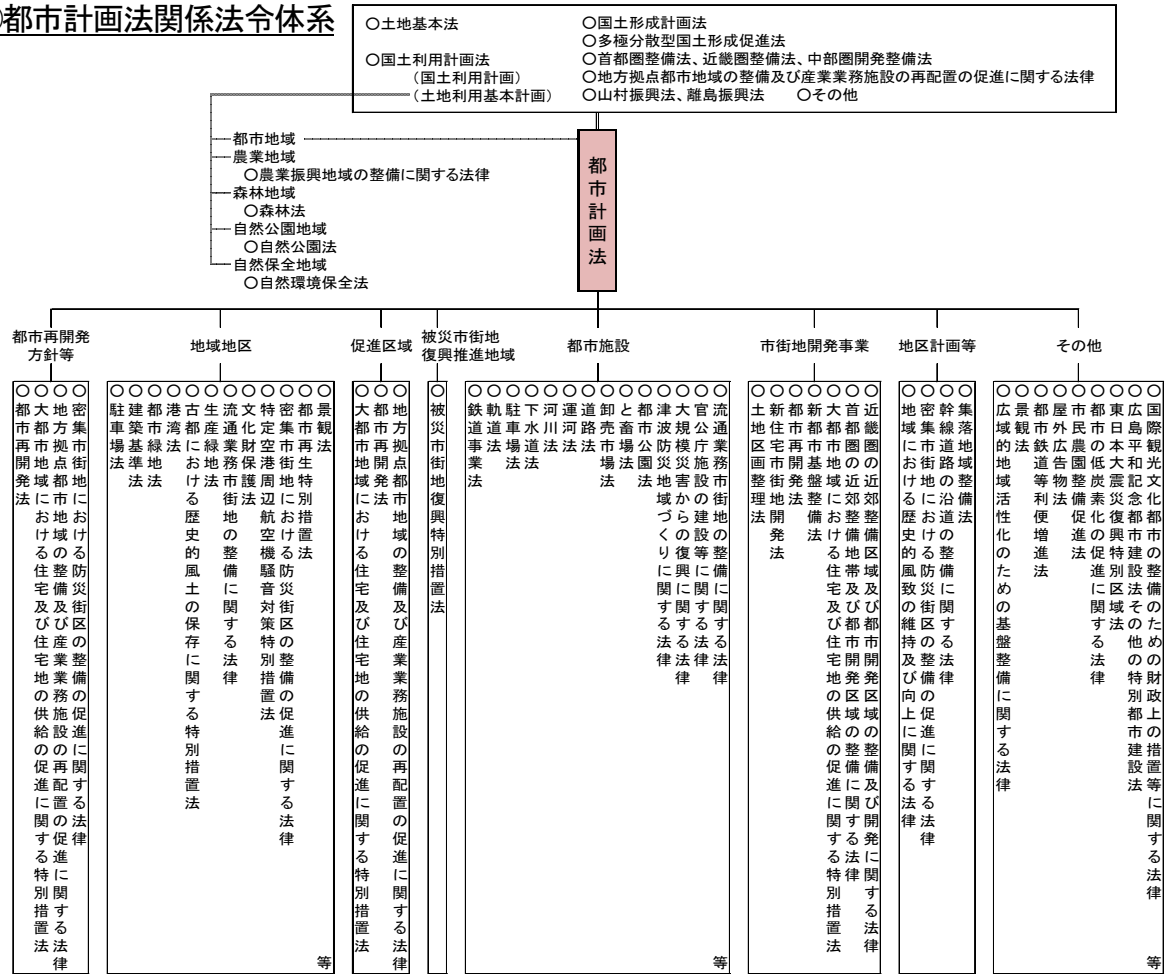 都市計画法関係法令体系
○土地基本法
○国土利用計画法
(国土利用計画)
(土地利用基本計画)
○国土形成計画法
○多極分散型国土形成促進法
○首都圏整備法、近畿圏整備法、中部圏開発整備法
○地方拠点都市地域の整備及び産業業務施設の再配置の促進に関する法律
○山村振興法、離島振興法 ○その他
都市地域
農業地域
○農業振興地域の整備に関する法律
森林地域
○森林法
自然公園地域
○自然公園法
自然保全地域
○自然環境保全法
都市計画法
都市再開発
方針等
○密集市街地における防災街区の整備の促進に関する法律
○地方拠点都市地域の整備及び産業業務施設の再配置の促進に関する法律
○大都市地域における住宅及び住宅地の供給の促進に関する特別措置法
○都市再開発法
地域地区
○景観法
○都市再生特別措置法
○密集市街地における防災街区の整備の促進に関する法律
○特定空港周辺航空機騒音対策特別措置法
○文化財保護法
○流通業務市街地の整備に関する法律
○生産緑地法
○古都における歴史的風土の保存に関する特別措置法
○港湾法
○都市緑地法
○建築基準法
○駐車場法
等
促進区域
○地方拠点都市地域の整備及び産業業務施設の再配置の促進に関する法律
○都市再開発法
○大都市地域における住宅及び住宅地の供給の促進に関する特別措置法
被災市街地
復興推進地域
○被災市街地復興特別措置法
都市施設
○流通業務市街地の整備に関する法律
○官公庁施設の建設等に関する法律
○大規模災害からの復興に関する法律
○津波防災地域づくりに関する法律
○都市公園法
○と畜場法
○卸売市場法
○道路法
○運河法
○河川法
○下水道法
○駐車場法
○軌道法
○鉄道事業法
等
市街地開発事業
○近畿圏の近郊整備区域及び都市開発区域の整備及び開発に関する法律
○首都圏の近郊整備地帯及び都市開発区域の整備に関する法律
○大都市地域における住宅及び住宅地の供給の促進に関する特別措置法
○新都市基盤整備法
○都市再開発法
○新住宅市街地開発法
○土地区画整理法
地区計画等
○集落地域整備法
○幹線道路の沿道の整備に関する法律
○密集市街地における防災街区の整備の促進に関する法律
○地域における歴史的風致の維持及び向上に関する法律
その他
○国際観光文化都市の整備のための財政上の措置等に関する法律
○広島平和記念都市建設法その他の特別都市建設法
○東日本大震災復興特別区域法
○都市の低炭素化の促進に関する法律
○市民農園整備促進法
○屋外広告物法
○都市鉄道等利便増進法
○景観法
○広域的地域活性化のための基盤整備に関する法律
等